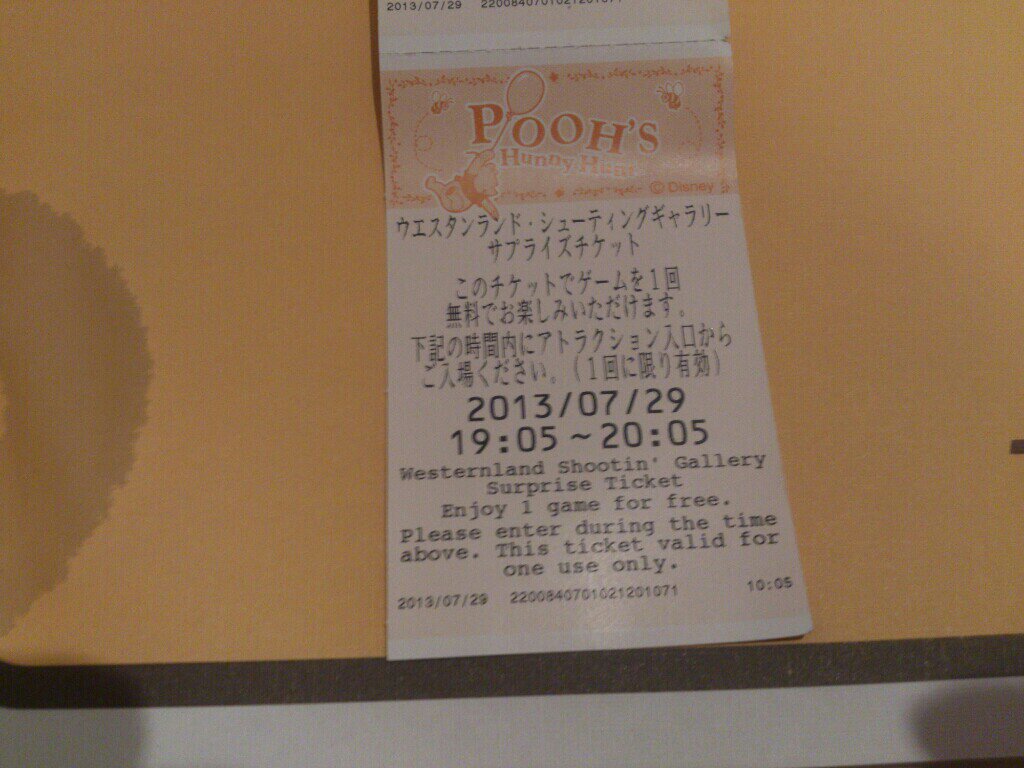 2013/07/29 2200840701021201071
POOH'S
Hunny Hunt
© Disney
ウエスタンランド・シューティングギャラリー
サプライズチケット
このチケットでゲームを1回
無料でお楽しみいただけます。
下記の時間内にアトラクション入口から
ご入場ください。(1回に限り有効)
2013/07/29
19:05~20:05
Westernland Shootin' Gallery
Surprise Ticket
Enjoy 1 game for free.
Please enter during the time
above. This ticket valid for
one use only.
2013/07/29 2200840701021201071 10:05